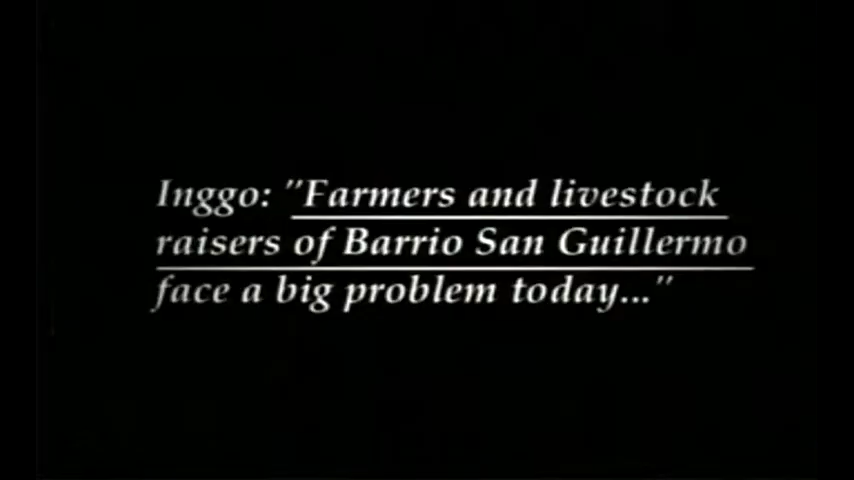 Inggo: "Farmers and livestock
raisers of Barrio San Guillermo
face a big problem today..."